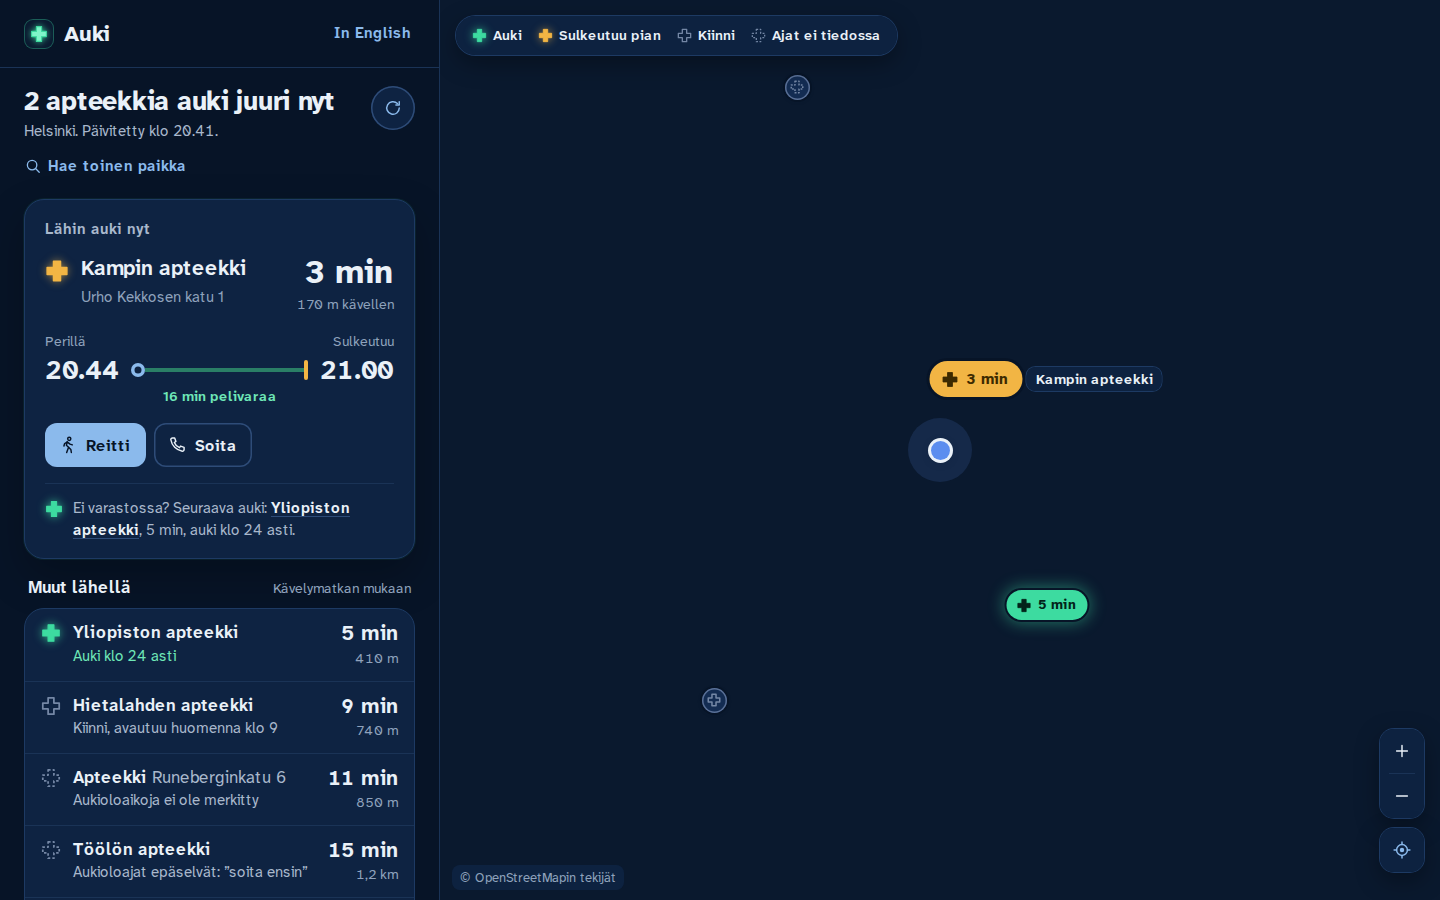 Auki
In English
2 apteekkia auki juuri nyt
Helsinki. Päivitetty klo 20.41.
Hae toinen paikka
Lähin auki nyt
Kampin apteekki
3 min
Urho Kekkosen katu 1
170 m kävellen
Perillä
Sulkeutuu
20.44
21.00
16 min pelivaraa
Reitti
Soita
Ei varastossa? Seuraava auki: Yliopiston
apteekki, 5 min, auki klo 24 asti.
Muut lähellä
Kävelymatkan mukaan
Yliopiston apteekki
5 min
Auki klo 24 asti
410 m
Hietalahden apteekki
9 min
Kiinni, avautuu huomenna klo 9
740 m
Apteekki Runeberginkatu 6
11 min
Aukioloaikoja ei ole merkitty
850 m
Töölön apteekki
15 min
Aukioloajat epäselvät: ”soita ensin”
1,2 km
Auki
Sulkeutuu pian
Kiinni
Ajat ei tiedossa
3 min
Kampin apteekki
5 min
© OpenStreetMapin tekijät